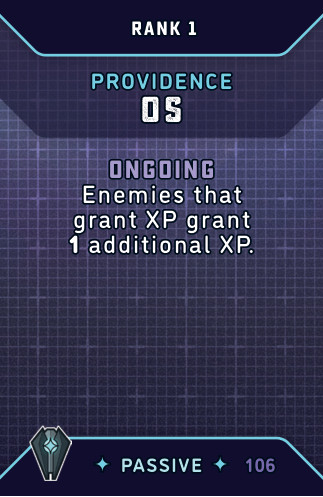 RANK 1
PROVIDENCE
OS
ONGOING
Enemies that
grant XP grant
1 additional XP.
✦ PASSIVE ✦ 106